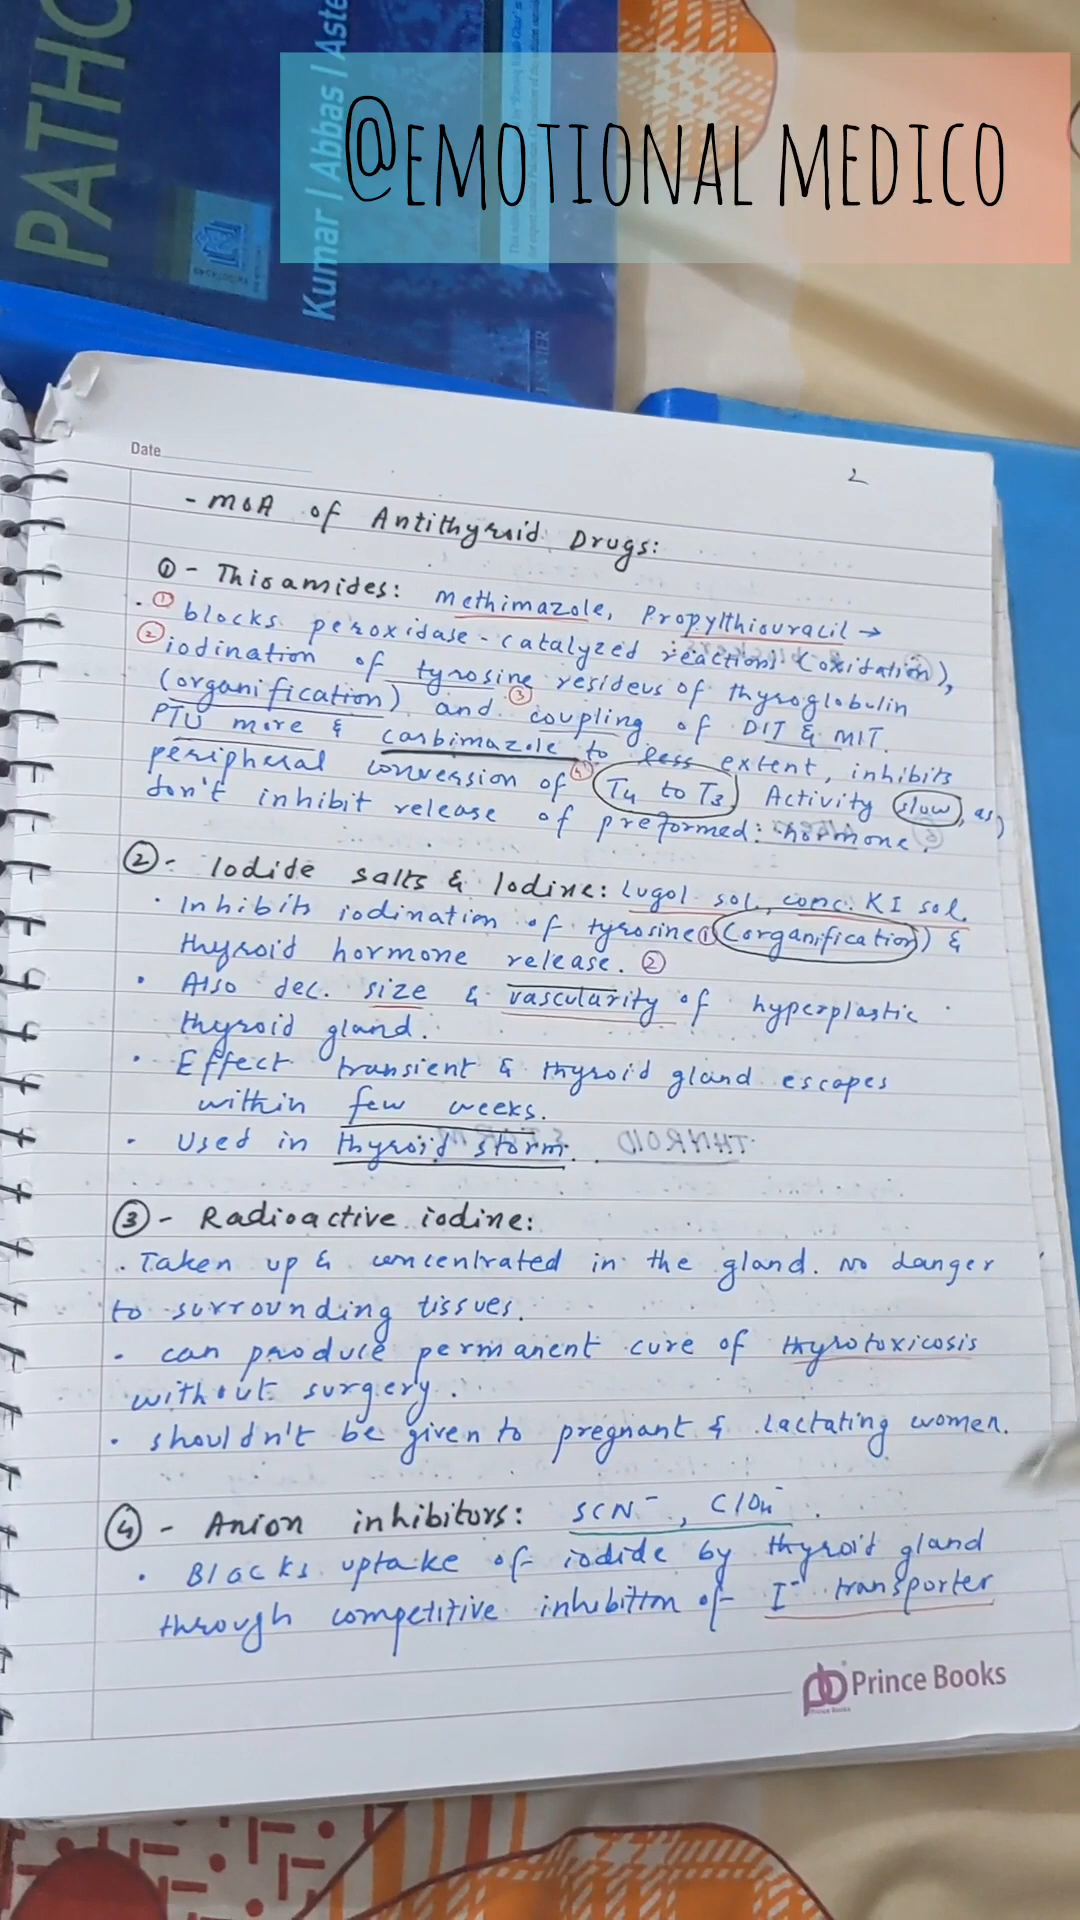 PATHO
Kumar | Abbas | Aste
@EMOTIONAL MEDICO
ELSEVIER
Date
2
- MOA of Antithyroid Drugs:
① - Thioamides: Methimazole, Propylthiouracil →
· ① blocks peroxidase - catalyzed reactions (oxidation),
② iodination of tyrosine resideus of thyroglobulin
(organification) and ③ coupling of DIT & MIT.
PTU more & carbimazole to less extent, inhibits
peripheral conversion of ④ T4 to T3. Activity slow, as
don't inhibit release of preformed hormone.
② - Iodide salts & Iodine: Lugol sol, conc. KI sol.
· Inhibits iodination of tyrosine ① (organification) &
thyroid hormone release. ②
· Also dec. size & vascularity of hyperplastic
thyroid gland.
· Effect transient & thyroid gland escapes
within few weeks.
· Used in thyroid storm.
③ - Radioactive iodine:
· Taken up & concentrated in the gland. No danger
to surrounding tissues.
· can produce permanent cure of thyrotoxicosis
without surgery.
· shouldn't be given to pregnant & lactating women.
④ - Anion inhibitors: SCN⁻, ClO4⁻.
· Blocks uptake of iodide by thyroid gland
through competitive inhibition of I⁻ transporter
Prince Books